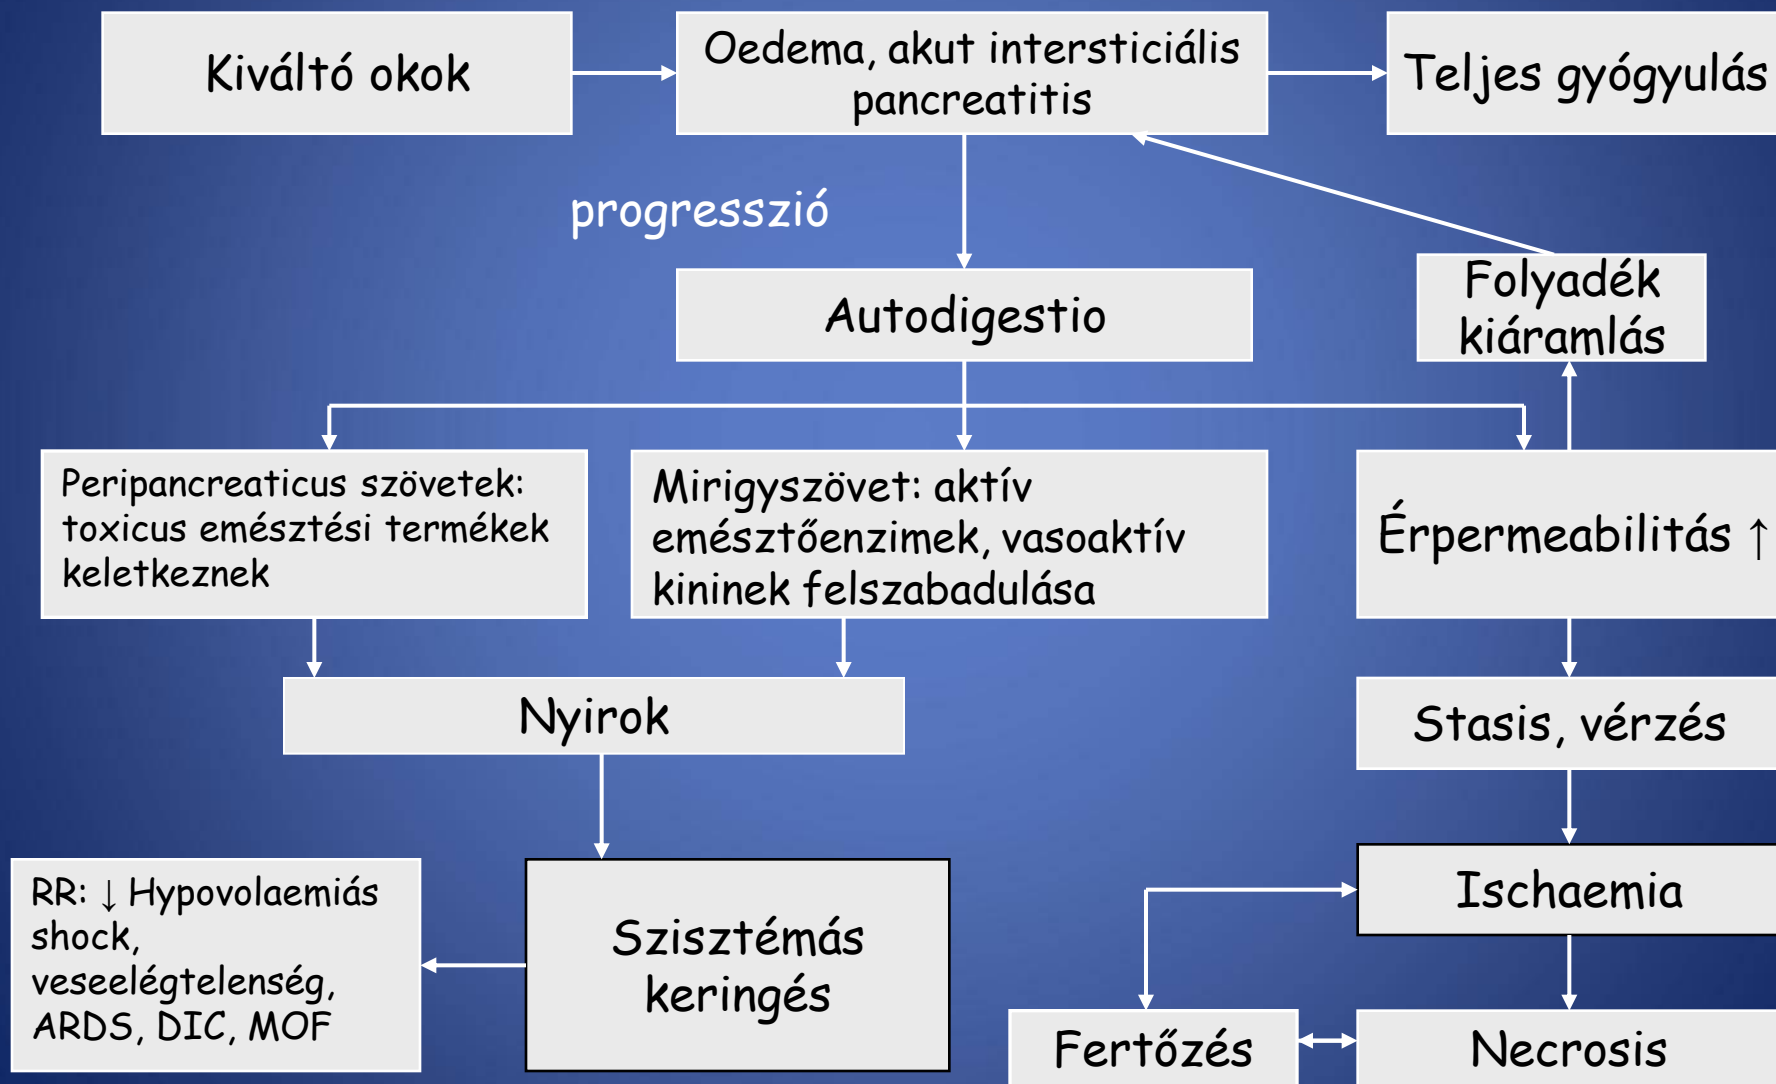 Kiváltó okok
Oedema, akut intersticiális
pancreatitis
Teljes gyógyulás
progresszió
Autodigestio
Folyadék
kiáramlás
Peripancreaticus szövetek:
toxicus emésztési termékek
keletkeznek
Mirigyszövet: aktív
emésztőenzimek, vasoaktív
kininek felszabadulása
Érpermeabilitás ↑
Nyirok
Stasis, vérzés
RR: ↓ Hypovolaemiás
shock,
veseelégtelenség,
ARDS, DIC, MOF
Szisztémás
keringés
Ischaemia
Fertőzés
Necrosis